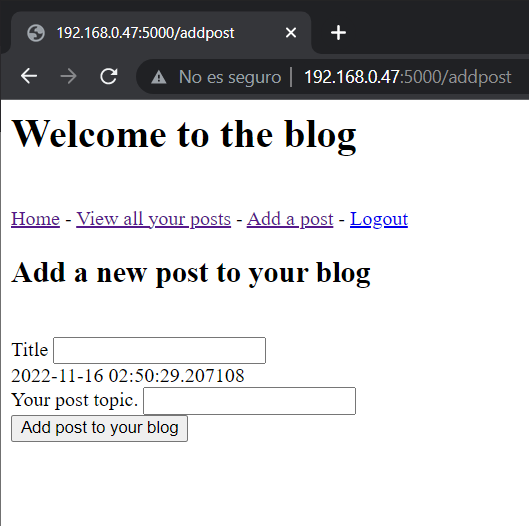 192.168.0.47:5000/addpost
No es seguro | 192.168.0.47:5000/addpost
Welcome to the blog
Home - View all your posts - Add a post - Logout
Add a new post to your blog
Title
2022-11-16 02:50:29.207108
Your post topic.
Add post to your blog